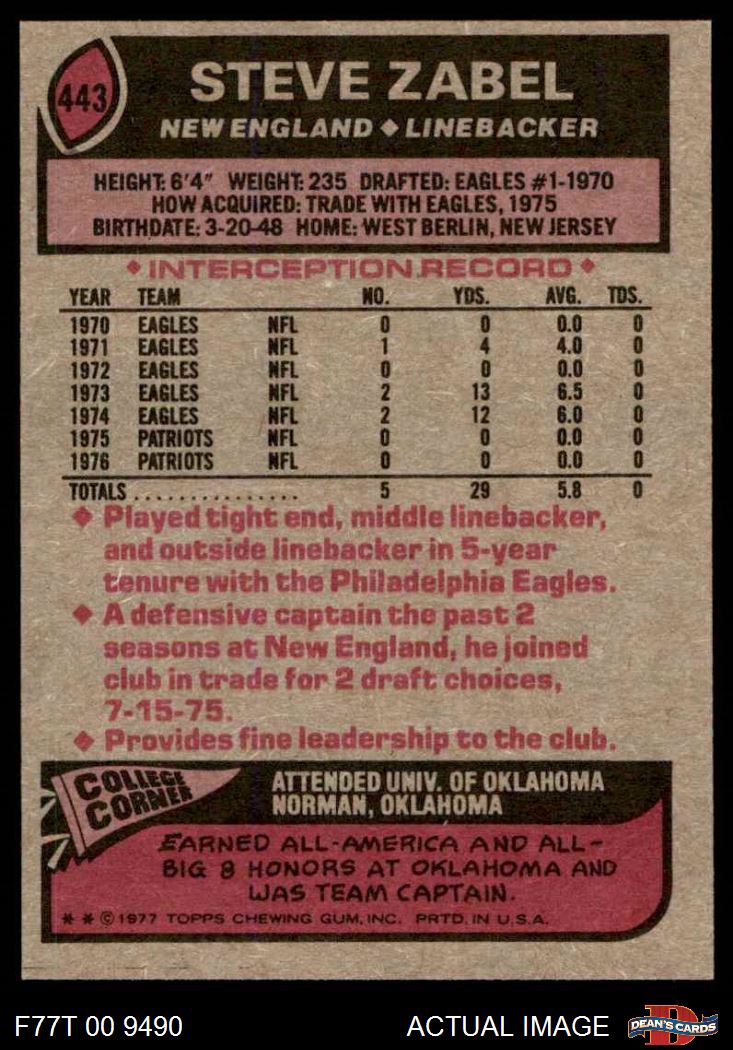 443
STEVE ZABEL
NEW ENGLAND ◆ LINEBACKER
HEIGHT: 6'4" WEIGHT: 235 DRAFTED: EAGLES #1-1970
HOW ACQUIRED: TRADE WITH EAGLES, 1975
BIRTHDATE: 3-20-48 HOME: WEST BERLIN, NEW JERSEY
◆ INTERCEPTION RECORD ◆
YEAR TEAM NO. YDS. AVG. TDS.
1970 EAGLES NFL 0 0 0.0 0
1971 EAGLES NFL 1 4 4.0 0
1972 EAGLES NFL 0 0 0.0 0
1973 EAGLES NFL 2 13 6.5 0
1974 EAGLES NFL 2 12 6.0 0
1975 PATRIOTS NFL 0 0 0.0 0
1976 PATRIOTS NFL 0 0 0.0 0
TOTALS ............... 5 29 5.8 0
◆ Played tight end, middle linebacker,
and outside linebacker in 5-year
tenure with the Philadelphia Eagles.
◆ A defensive captain the past 2
seasons at New England, he joined
club in trade for 2 draft choices,
7-15-75.
◆ Provides fine leadership to the club.
COLLEGE
CORNER
ATTENDED UNIV. OF OKLAHOMA
NORMAN, OKLAHOMA
EARNED ALL-AMERICA AND ALL-
BIG 8 HONORS AT OKLAHOMA AND
WAS TEAM CAPTAIN.
* * © 1977 TOPPS CHEWING GUM, INC. PRTD. IN U.S.A.
F77T 00 9490 ACTUAL IMAGE
D
DEAN'S CARDS